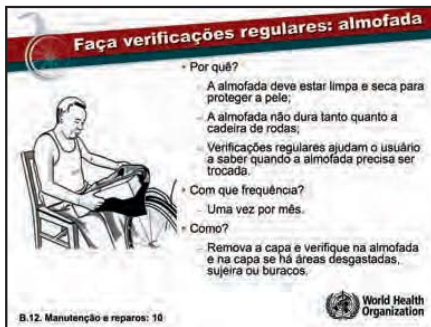 Faça verificações regulares: almofada
• Por quê?
– A almofada deve estar limpa e seca para
proteger a pele;
– A almofada não dura tanto quanto a
cadeira de rodas;
– Verificações regulares ajudam o usuário
a saber quando a almofada precisa ser
trocada.
• Com que frequência?
– Uma vez por mês.
• Como?
– Remova a capa e verifique na almofada
e na capa se há áreas desgastadas,
sujeira ou buracos.
B.12. Manutenção e reparos: 10
World Health
Organization